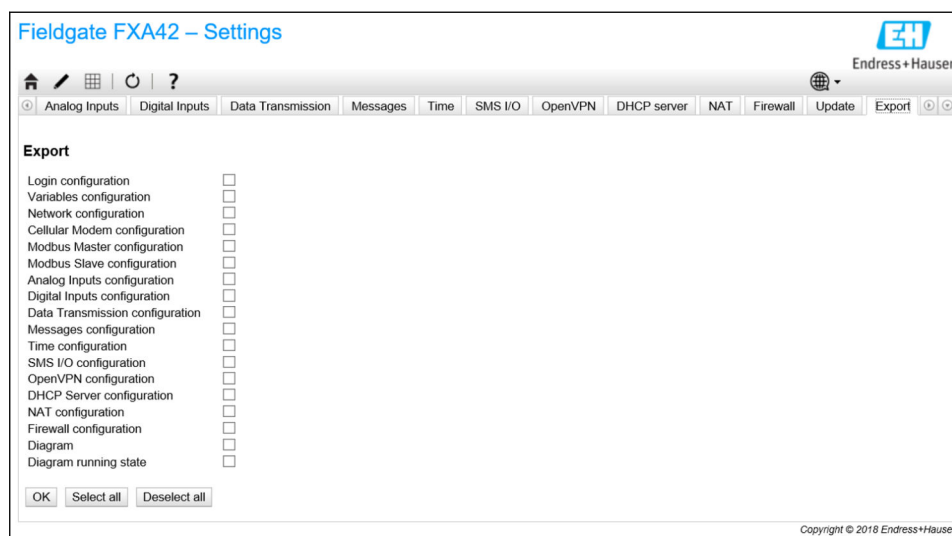 Fieldgate FXA42 – Settings
EH
Endress+Hauser
?
Analog Inputs Digital Inputs Data Transmission Messages Time SMS I/O OpenVPN DHCP server NAT Firewall Update Export
Export
Login configuration
Variables configuration
Network configuration
Cellular Modem configuration
Modbus Master configuration
Modbus Slave configuration
Analog Inputs configuration
Digital Inputs configuration
Data Transmission configuration
Messages configuration
Time configuration
SMS I/O configuration
OpenVPN configuration
DHCP Server configuration
NAT configuration
Firewall configuration
Diagram
Diagram running state
OK Select all Deselect all
Copyright © 2018 Endress+Hause